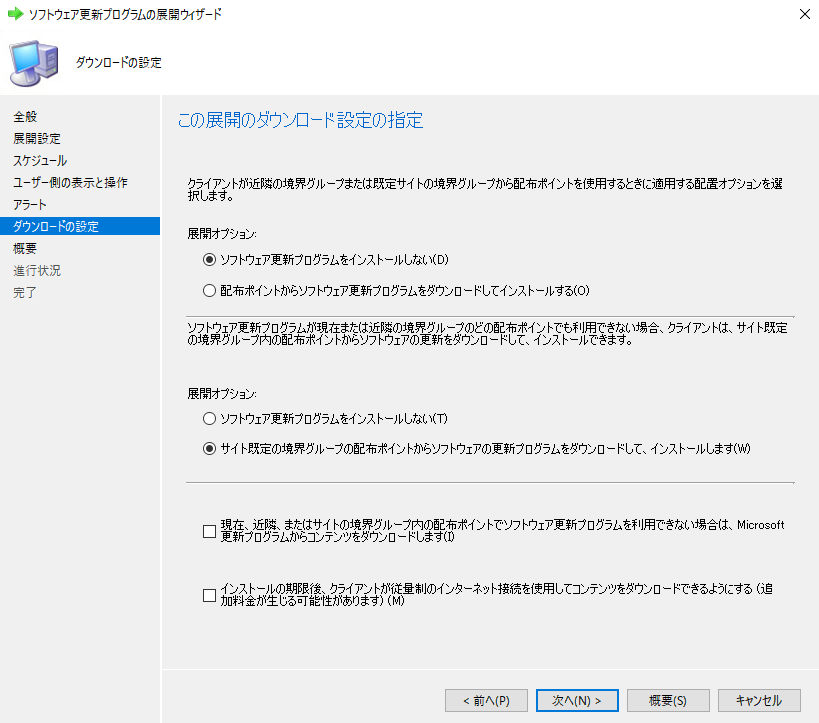 ソフトウェア更新プログラムの展開ウィザード
ダウンロードの設定
全般
展開設定
スケジュール
ユーザー側の表示と操作
アラート
ダウンロードの設定
概要
進行状況
完了
この展開のダウンロード設定の指定
クライアントが近隣の境界グループまたは既定サイトの境界グループから配布ポイントを使用するときに適用する配置オプションを選
択します。
展開オプション:
ソフトウェア更新プログラムをインストールしない(D)
配布ポイントからソフトウェア更新プログラムをダウンロードしてインストールする(O)
ソフトウェア更新プログラムが現在または近隣の境界グループのどの配布ポイントでも利用できない場合、クライアントは、サイト既定
の境界グループ内の配布ポイントからソフトウェアの更新をダウンロードして、インストールできます。
展開オプション:
ソフトウェア更新プログラムをインストールしない(T)
サイト既定の境界グループの配布ポイントからソフトウェアの更新プログラムをダウンロードして、インストールします(W)
現在、近隣、またはサイトの境界グループ内の配布ポイントでソフトウェア更新プログラムを利用できない場合は、Microsoft
更新プログラムからコンテンツをダウンロードします(I)
インストールの期限後、クライアントが従量制のインターネット接続を使用してコンテンツをダウンロードできるようにする (追
加料金が生じる可能性があります) (M)
< 前へ(P)
次へ(N) >
概要(S)
キャンセル